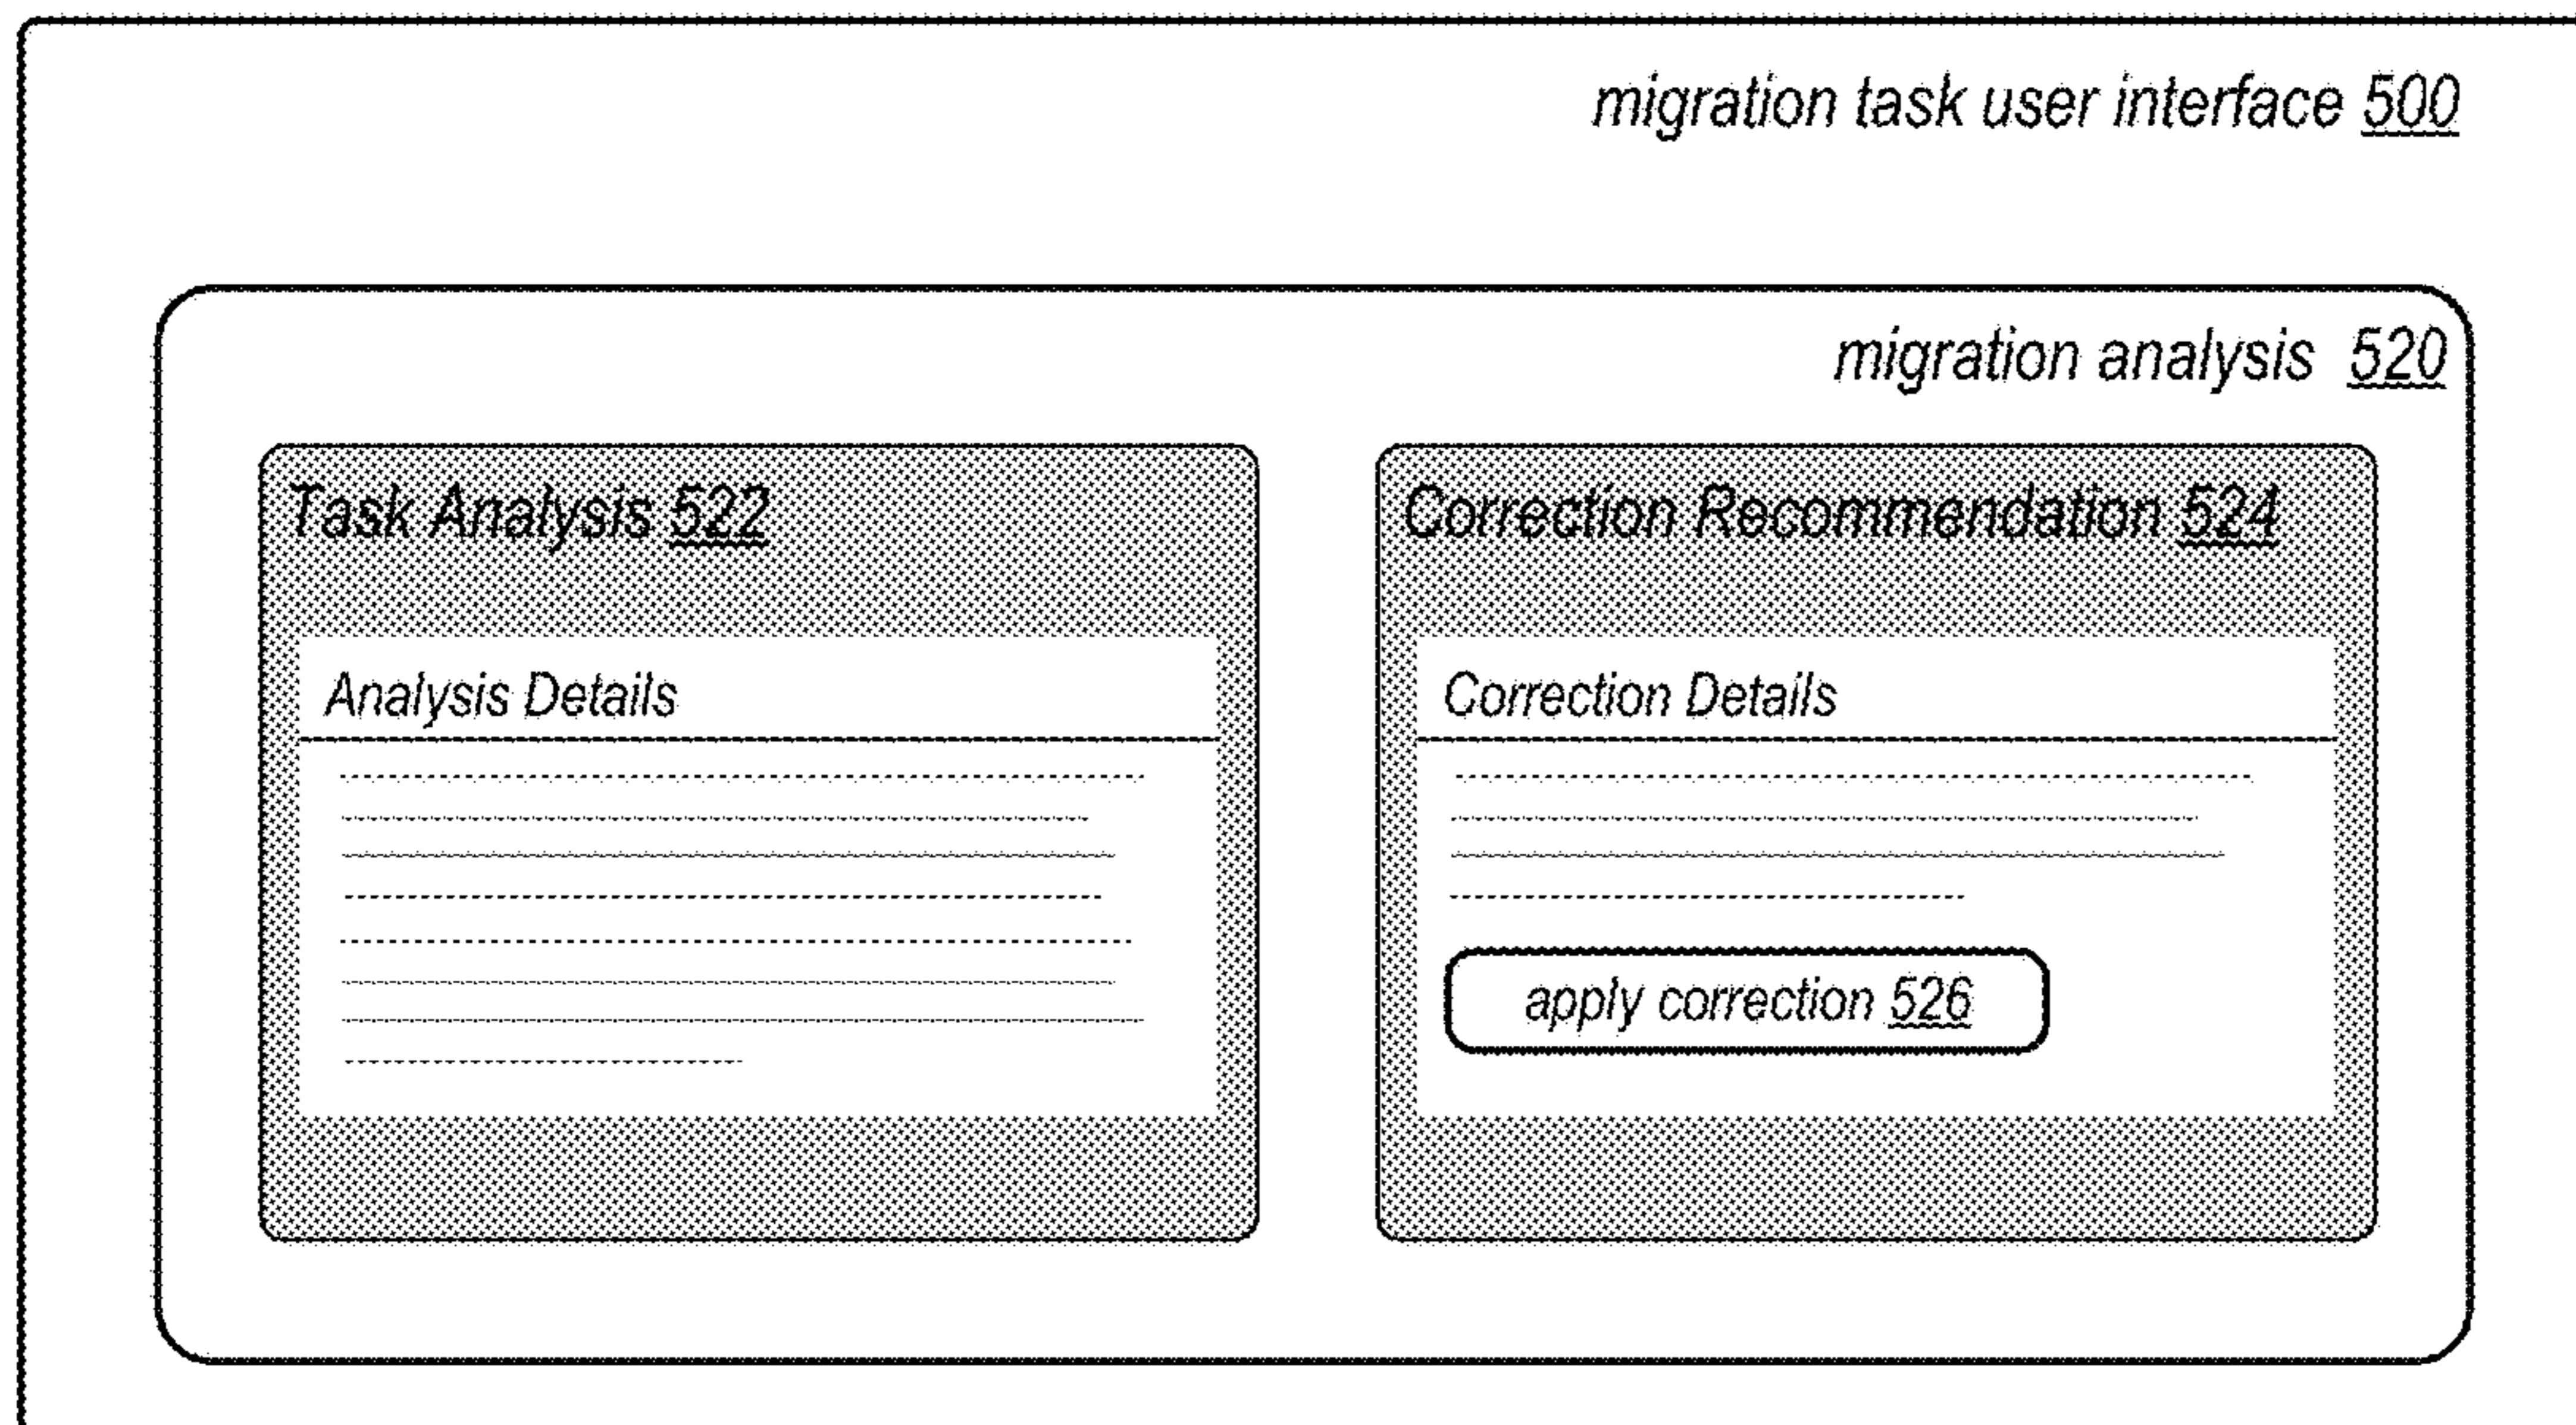 migration task user interface 500
migration analysis 520
Task Analysis 522
Analysis Details
Correction Recommendation 524
Correction Details
apply correction 526